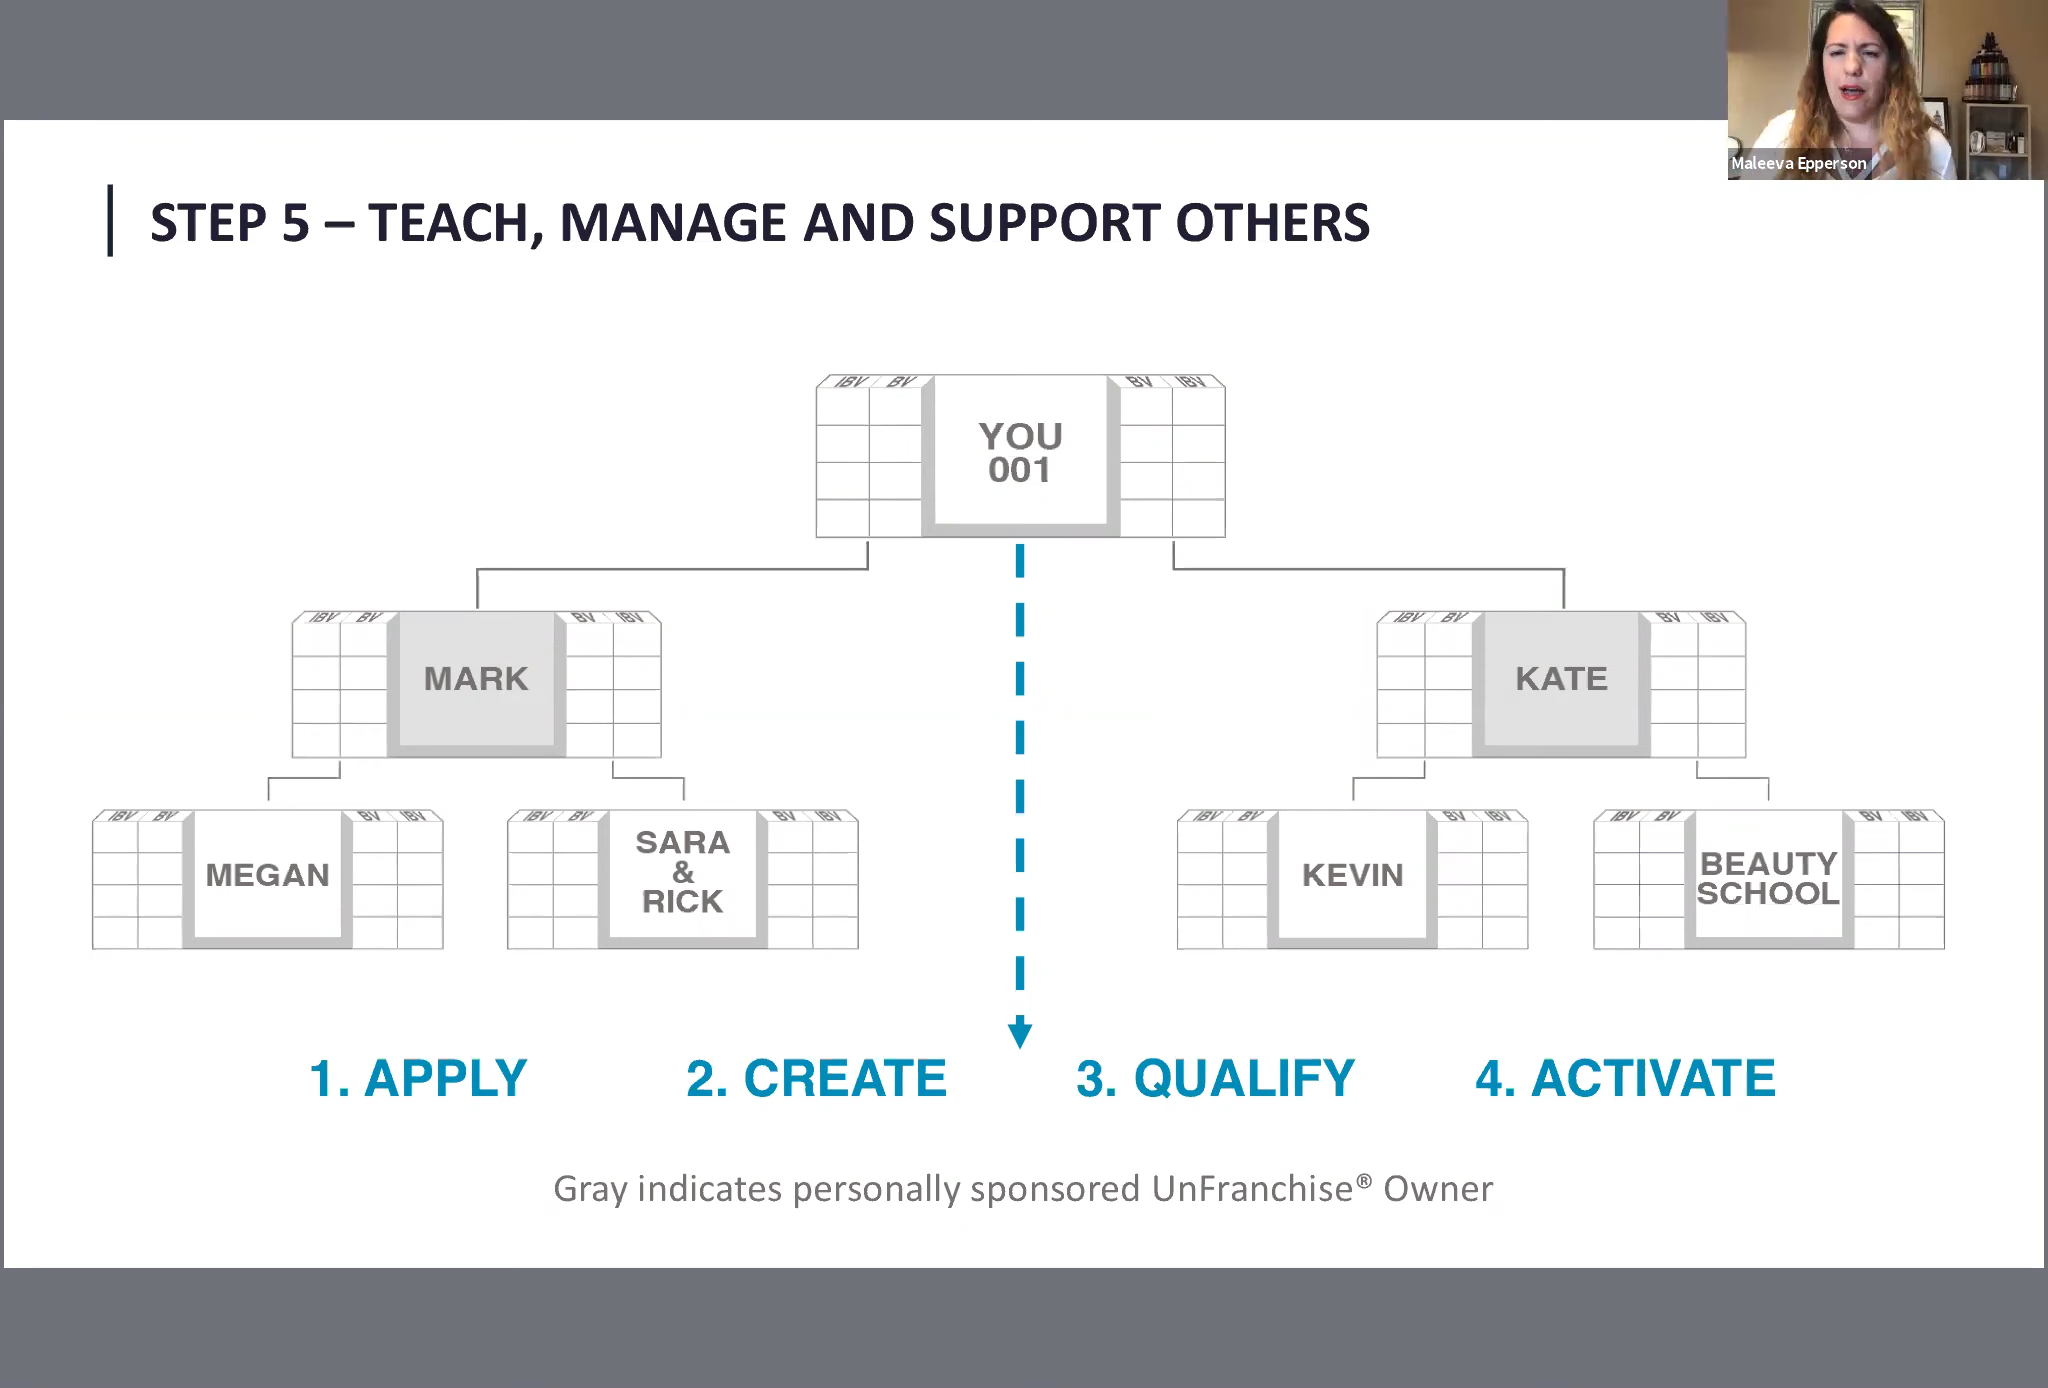 Maleeva Epperson
STEP 5 – TEACH, MANAGE AND SUPPORT OTHERS
IBV BV BV IBV
YOU
001
IBV BV BV IBV
MARK
IBV BV BV IBV
KATE
IBV BV BV IBV
MEGAN
IBV BV BV IBV
SARA
&
RICK
IBV BV BV IBV
KEVIN
IBV BV BV IBV
BEAUTY
SCHOOL
1. APPLY
2. CREATE
3. QUALIFY
4. ACTIVATE
Gray indicates personally sponsored UnFranchise® Owner